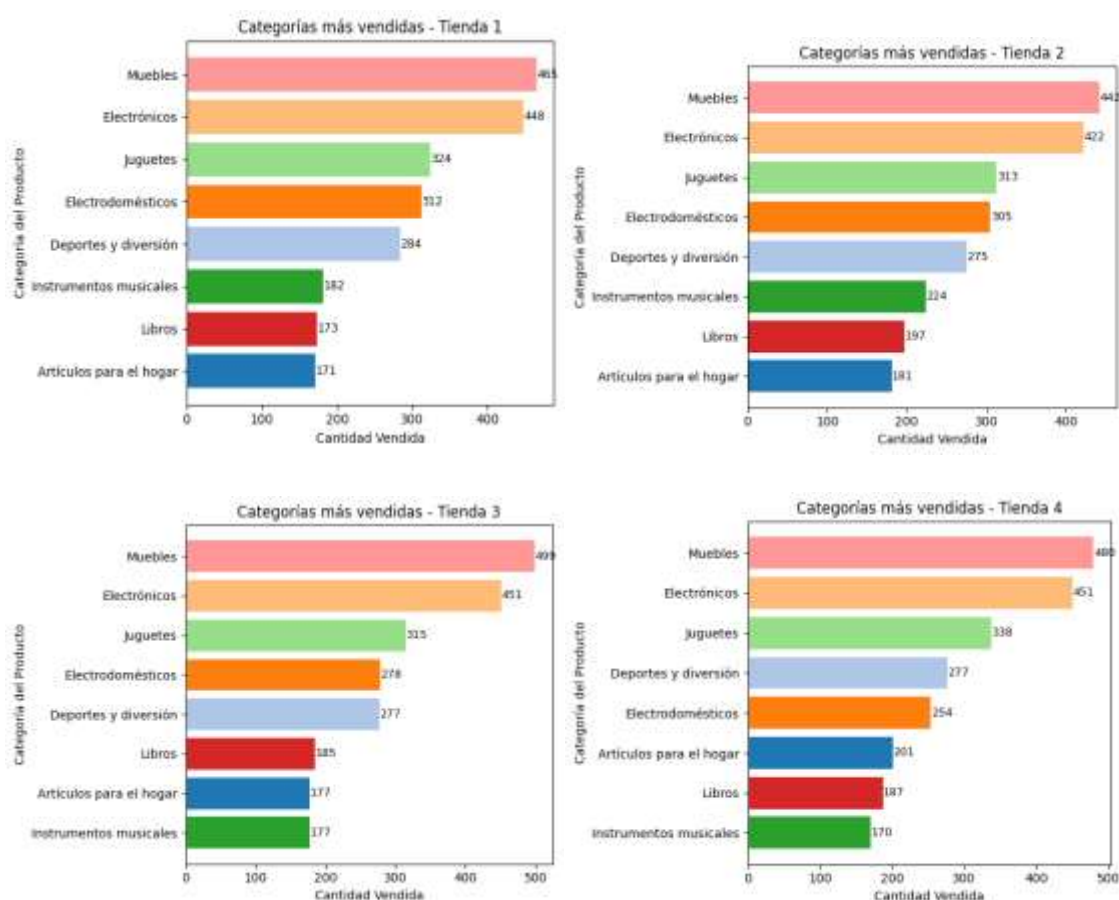 Categorías más vendidas - Tienda 1
Categoría del Producto
Muebles
465
Electrónicos
448
Juguetes
324
Electrodomésticos
312
Deportes y diversión
284
Instrumentos musicales
182
Libros
173
Artículos para el hogar
171
0 100 200 300 400
Cantidad Vendida
Categorías más vendidas - Tienda 2
Categoría del Producto
Muebles
442
Electrónicos
422
Juguetes
313
Electrodomésticos
305
Deportes y diversión
275
Instrumentos musicales
224
Libros
197
Artículos para el hogar
181
0 100 200 300 400
Cantidad Vendida
Categorías más vendidas - Tienda 3
Categoría del Producto
Muebles
499
Electrónicos
451
Juguetes
315
Electrodomésticos
278
Deportes y diversión
277
Libros
185
Artículos para el hogar
177
Instrumentos musicales
177
0 100 200 300 400 500
Cantidad Vendida
Categorías más vendidas - Tienda 4
Categoría del Producto
Muebles
480
Electrónicos
451
Juguetes
338
Deportes y diversión
277
Electrodomésticos
254
Artículos para el hogar
201
Libros
187
Instrumentos musicales
170
0 100 200 300 400 500
Cantidad Vendida